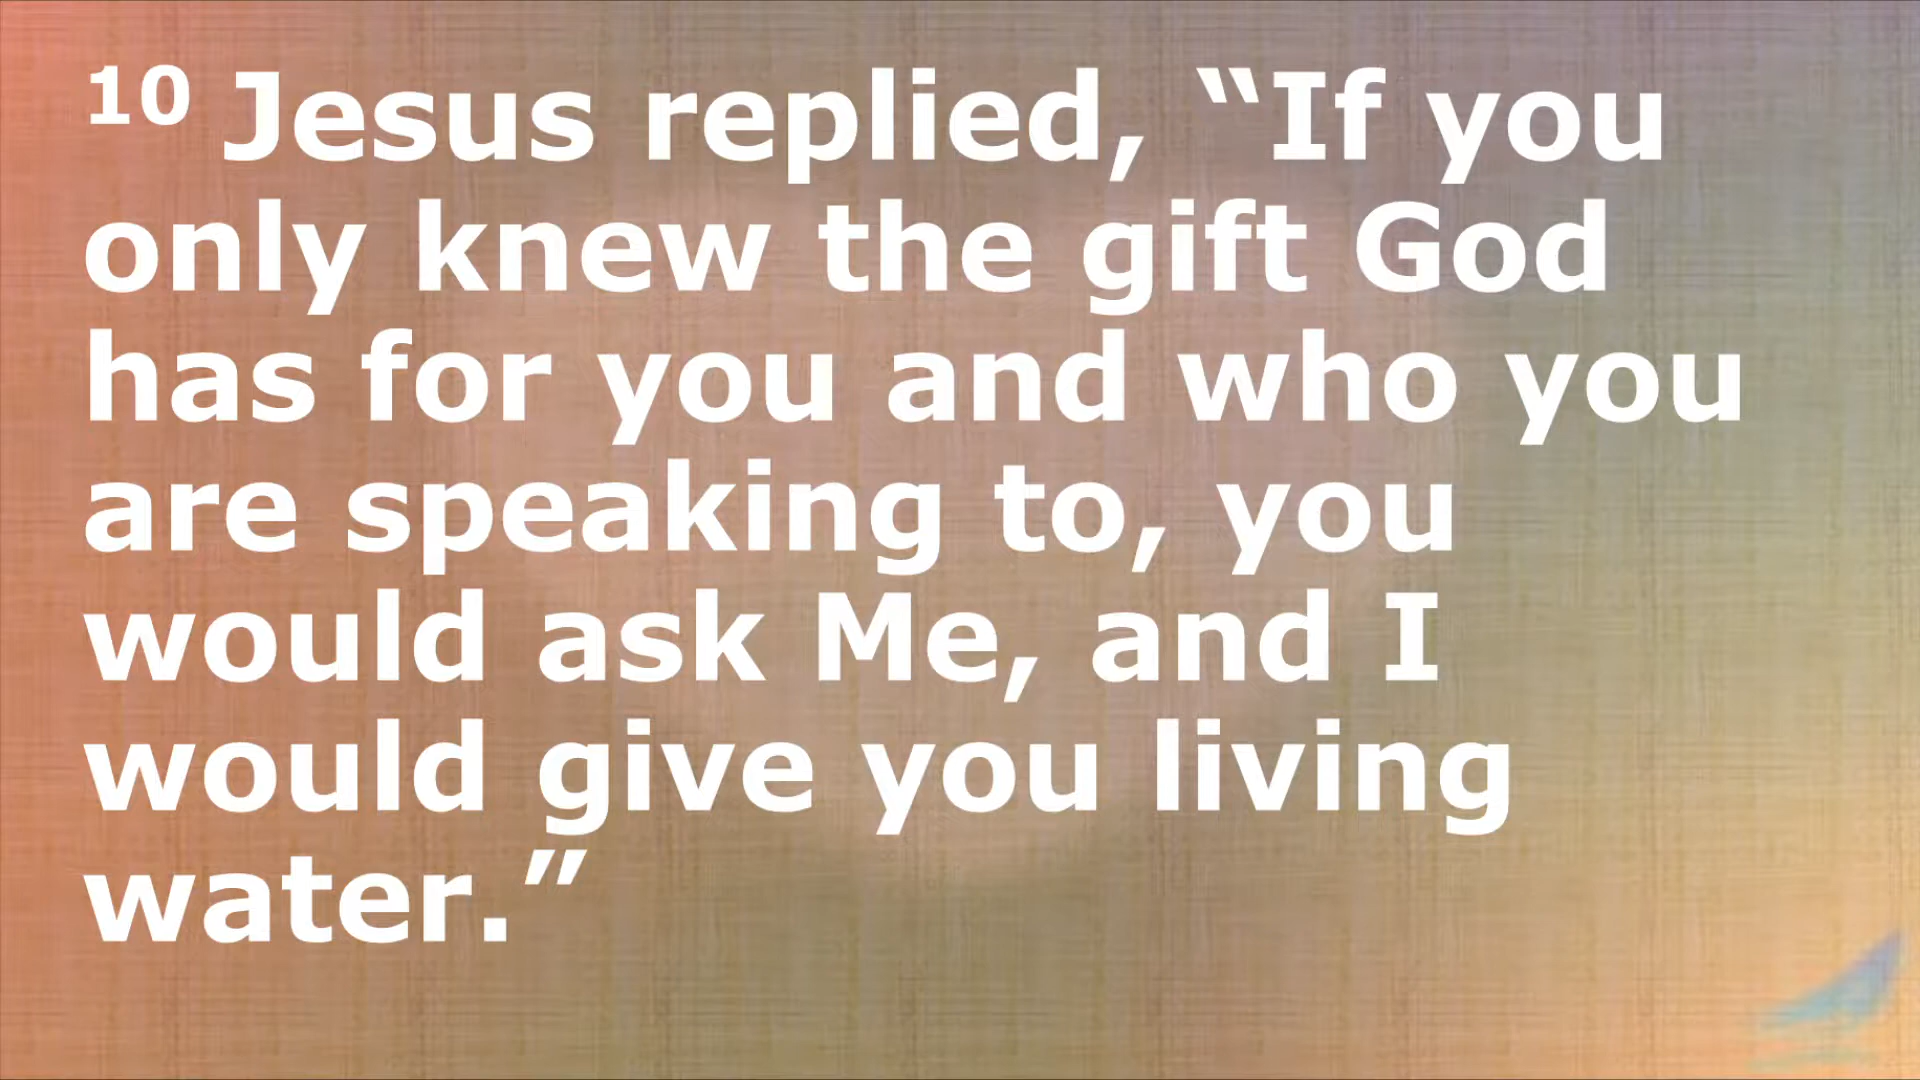 10 Jesus replied, “If you
only knew the gift God
has for you and who you
are speaking to, you
would ask Me, and I
would give you living
water.”